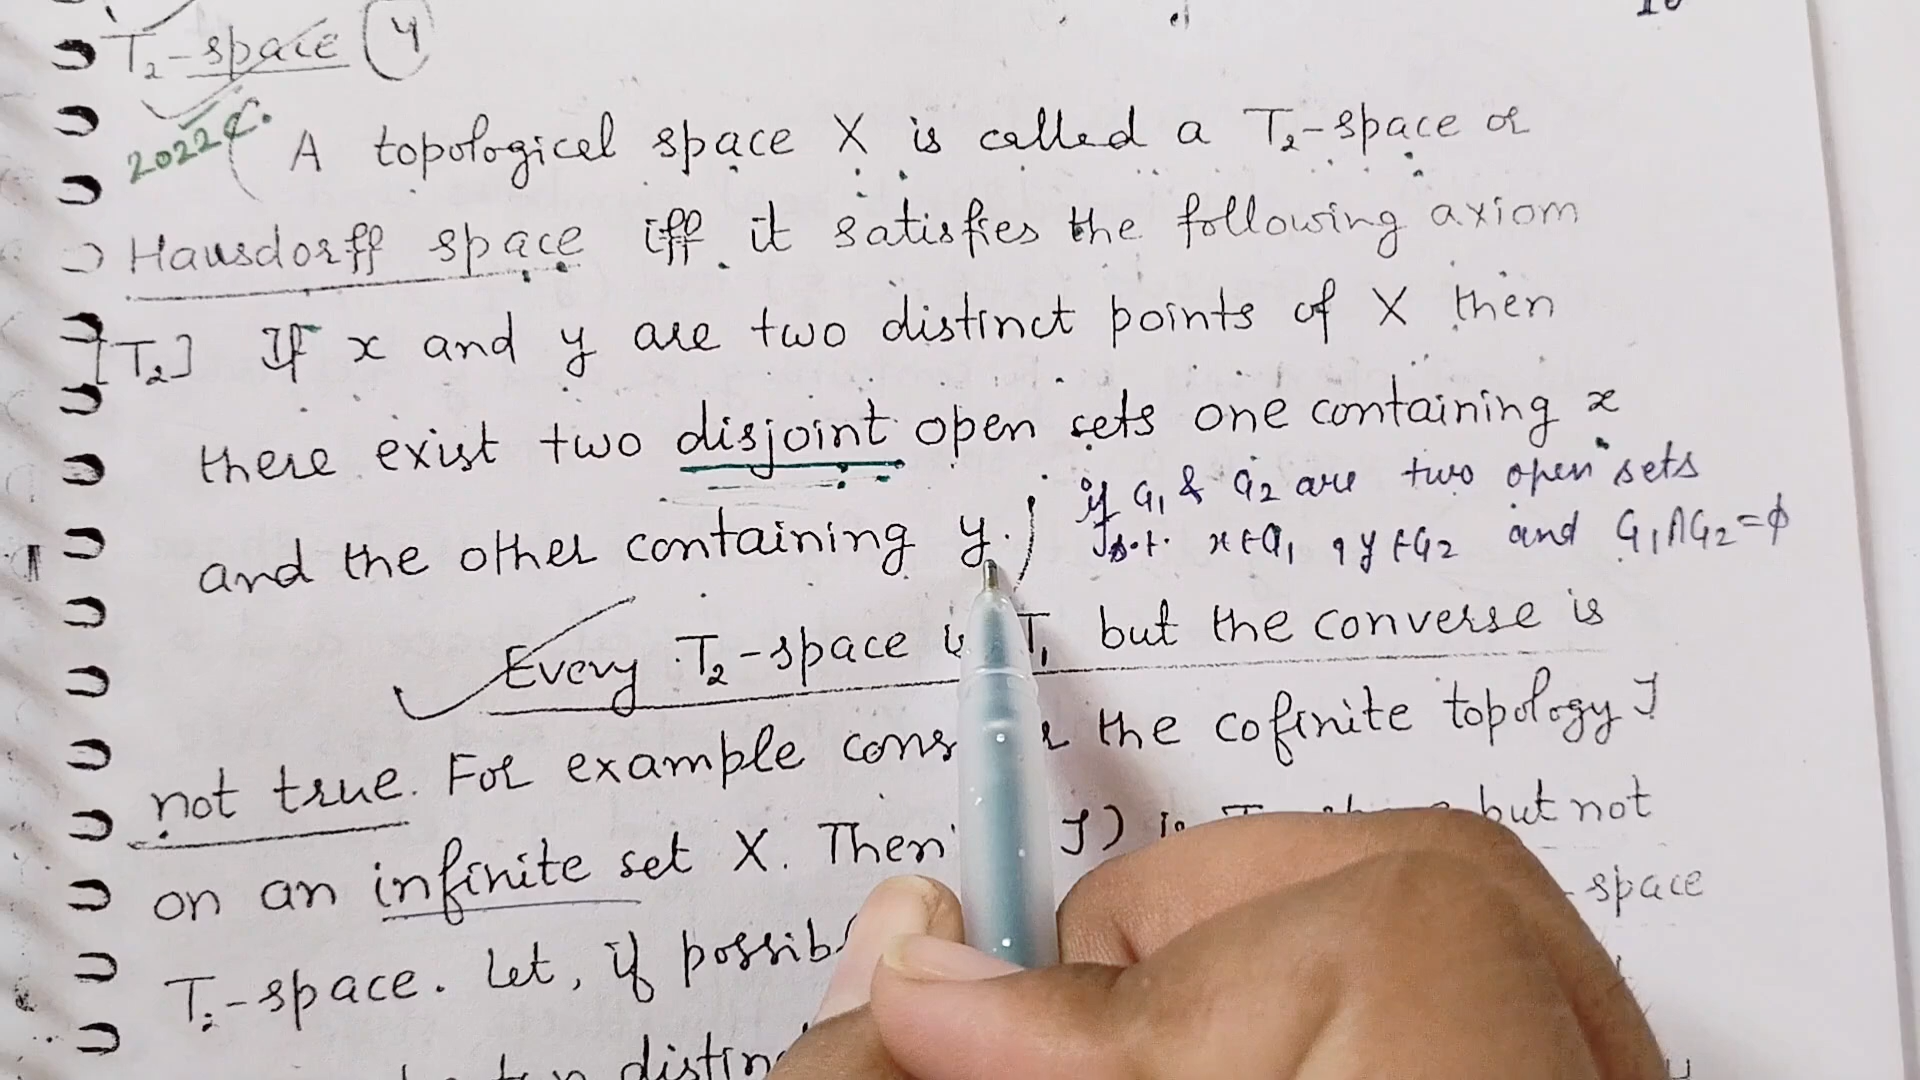 T₂-space 4
2022C.
A topological space X is called a T₂-space or
Hausdorff space iff it satisfies the following axiom
[T₂] If x and y are two distinct points of X then
there exist two disjoint open sets one containing x
and the other containing y.
if G₁ & G₂ are two open sets
s.t. x∈G₁, y∈G₂ and G₁∩G₂=ϕ
Every T₂-space T₁ but the converse is
not true. For example the cofinite topology J
on an infinite set X. Then J) is but not
space
T₂-space. Let, if